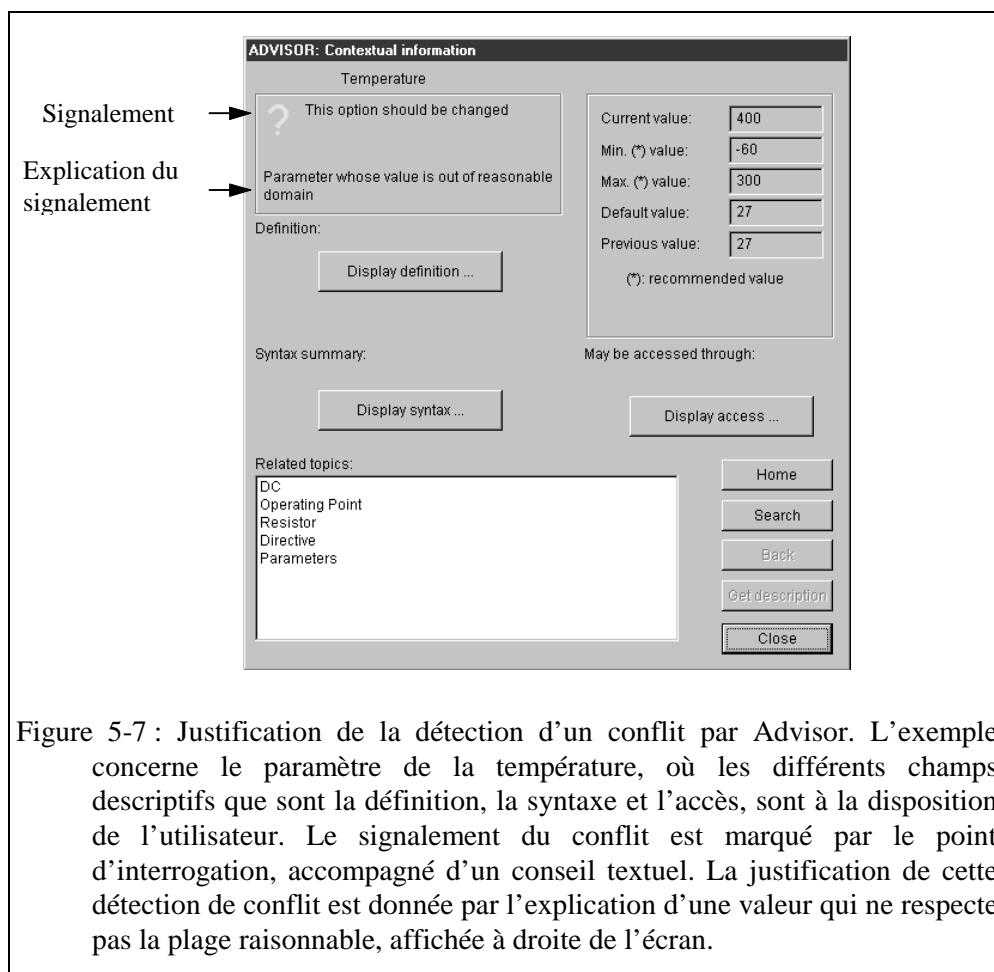 ADVISOR: Contextual information
Temperature
Signalement
? This option should be changed
Explication du
signalement
Parameter whose value is out of reasonable
domain
Current value: 400
Min. (*) value: -60
Max. (*) value: 300
Default value: 27
Previous value: 27
(*): recommended value
Definition:
Display definition ...
Syntax summary:
Display syntax ...
May be accessed through:
Display access ...
Related topics:
DC
Operating Point
Resistor
Directive
Parameters
Home
Search
Back
Get description
Close
Figure 5-7 : Justification de la détection d’un conflit par Advisor. L’exemple
concerne le paramètre de la température, où les différents champs
descriptifs que sont la définition, la syntaxe et l’accès, sont à la disposition
de l’utilisateur. Le signalement du conflit est marqué par le point
d’interrogation, accompagné d’un conseil textuel. La justification de cette
détection de conflit est donnée par l’explication d’une valeur qui ne respecte
pas la plage raisonnable, affichée à droite de l’écran.